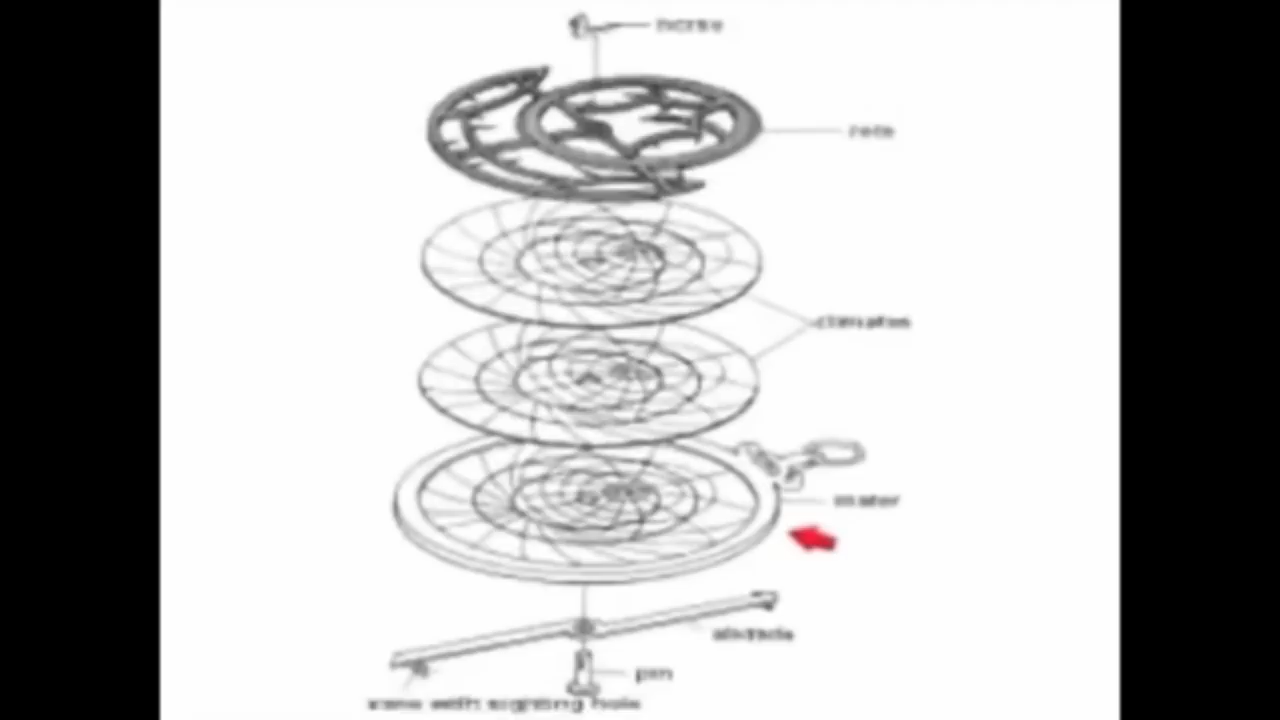 horse
rete
climates
mater
alidade
pin
vane with sighting hole